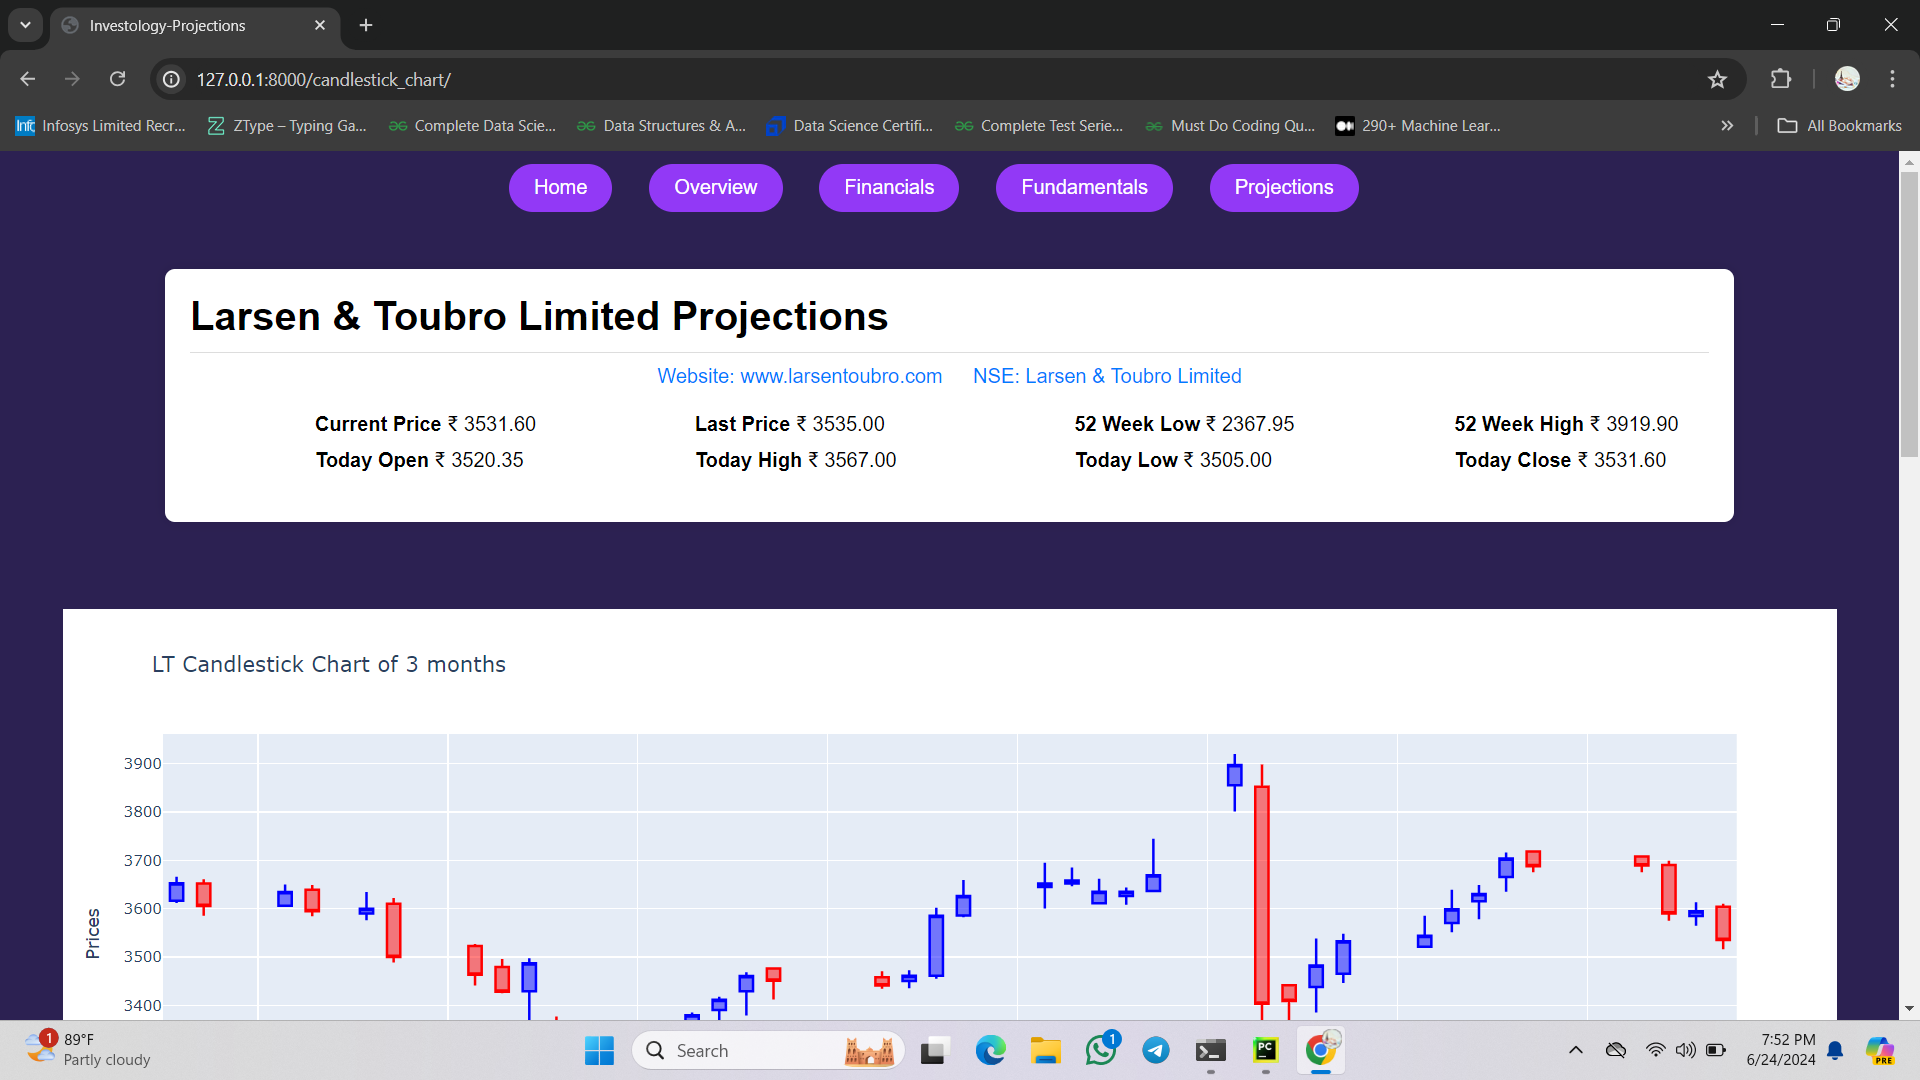 Investology-Projections
127.0.0.1:8000/candlestick_chart/
Infosys Limited Recr... ZType – Typing Ga... Complete Data Scie... Data Structures & A... Data Science Certifi... Complete Test Serie... Must Do Coding Qu... 290+ Machine Lear... All Bookmarks
Home Overview Financials Fundamentals Projections
Larsen & Toubro Limited Projections
Website: www.larsentoubro.com NSE: Larsen & Toubro Limited
Current Price ₹ 3531.60 Last Price ₹ 3535.00 52 Week Low ₹ 2367.95 52 Week High ₹ 3919.90
Today Open ₹ 3520.35 Today High ₹ 3567.00 Today Low ₹ 3505.00 Today Close ₹ 3531.60
LT Candlestick Chart of 3 months
3900
3800
3700
3600
3500
3400
Prices
1
89°F
Partly cloudy
Search
1
PC
7:52 PM
6/24/2024
PRE